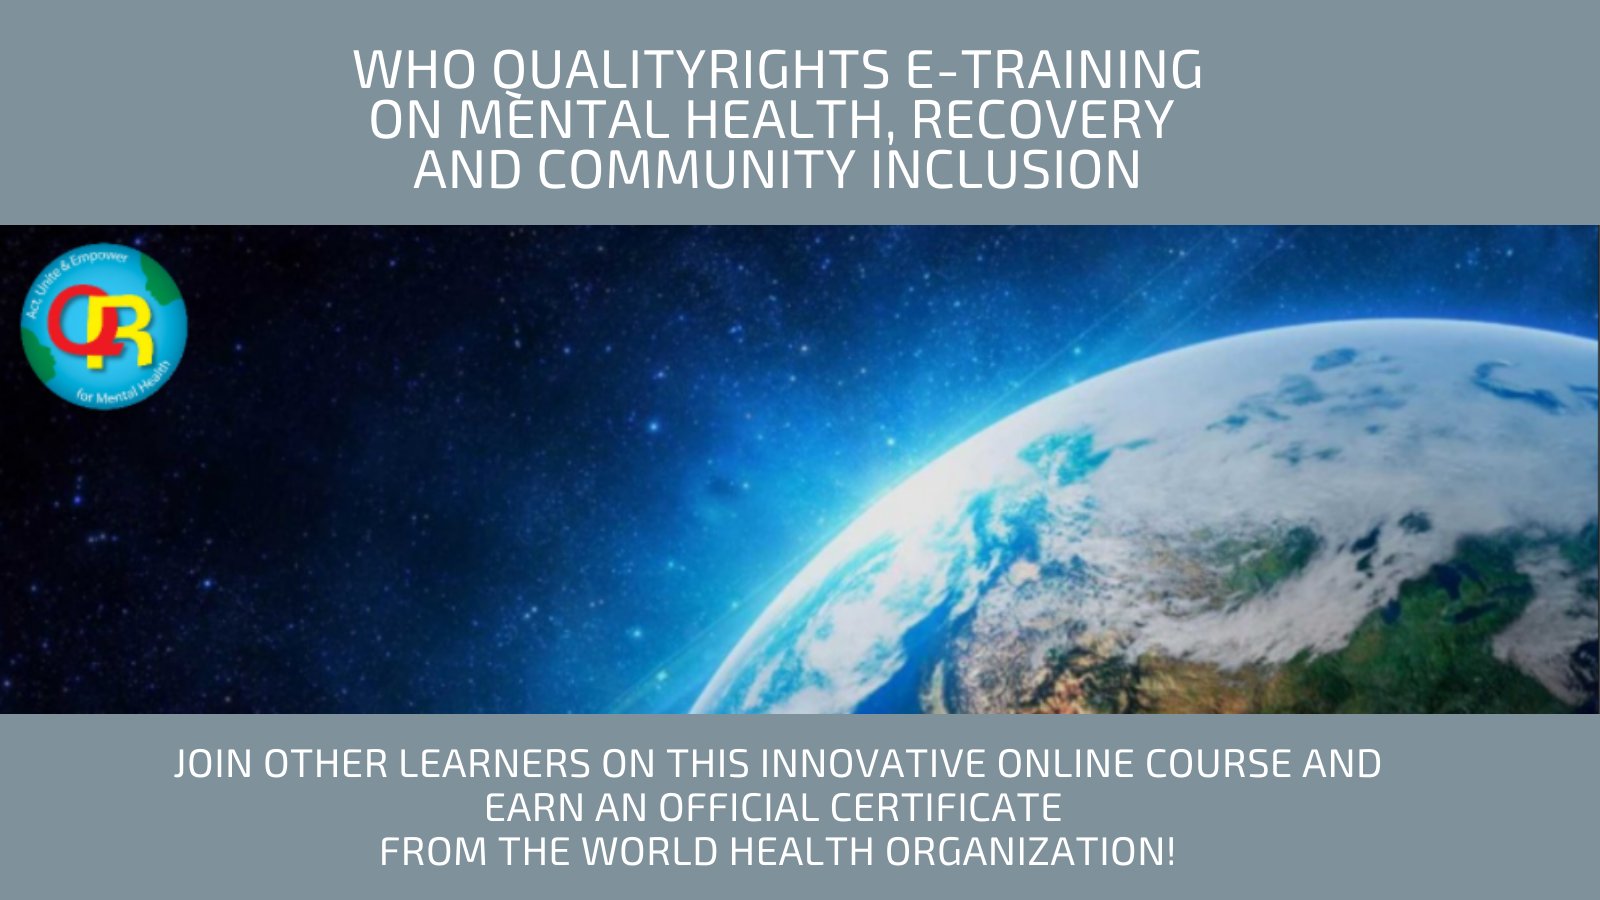 WHO QUALITYRIGHTS E-TRAINING
ON MENTAL HEALTH, RECOVERY
AND COMMUNITY INCLUSION
Act, Unite & Empower
QR
for Mental Health
JOIN OTHER LEARNERS ON THIS INNOVATIVE ONLINE COURSE AND
EARN AN OFFICIAL CERTIFICATE
FROM THE WORLD HEALTH ORGANIZATION!